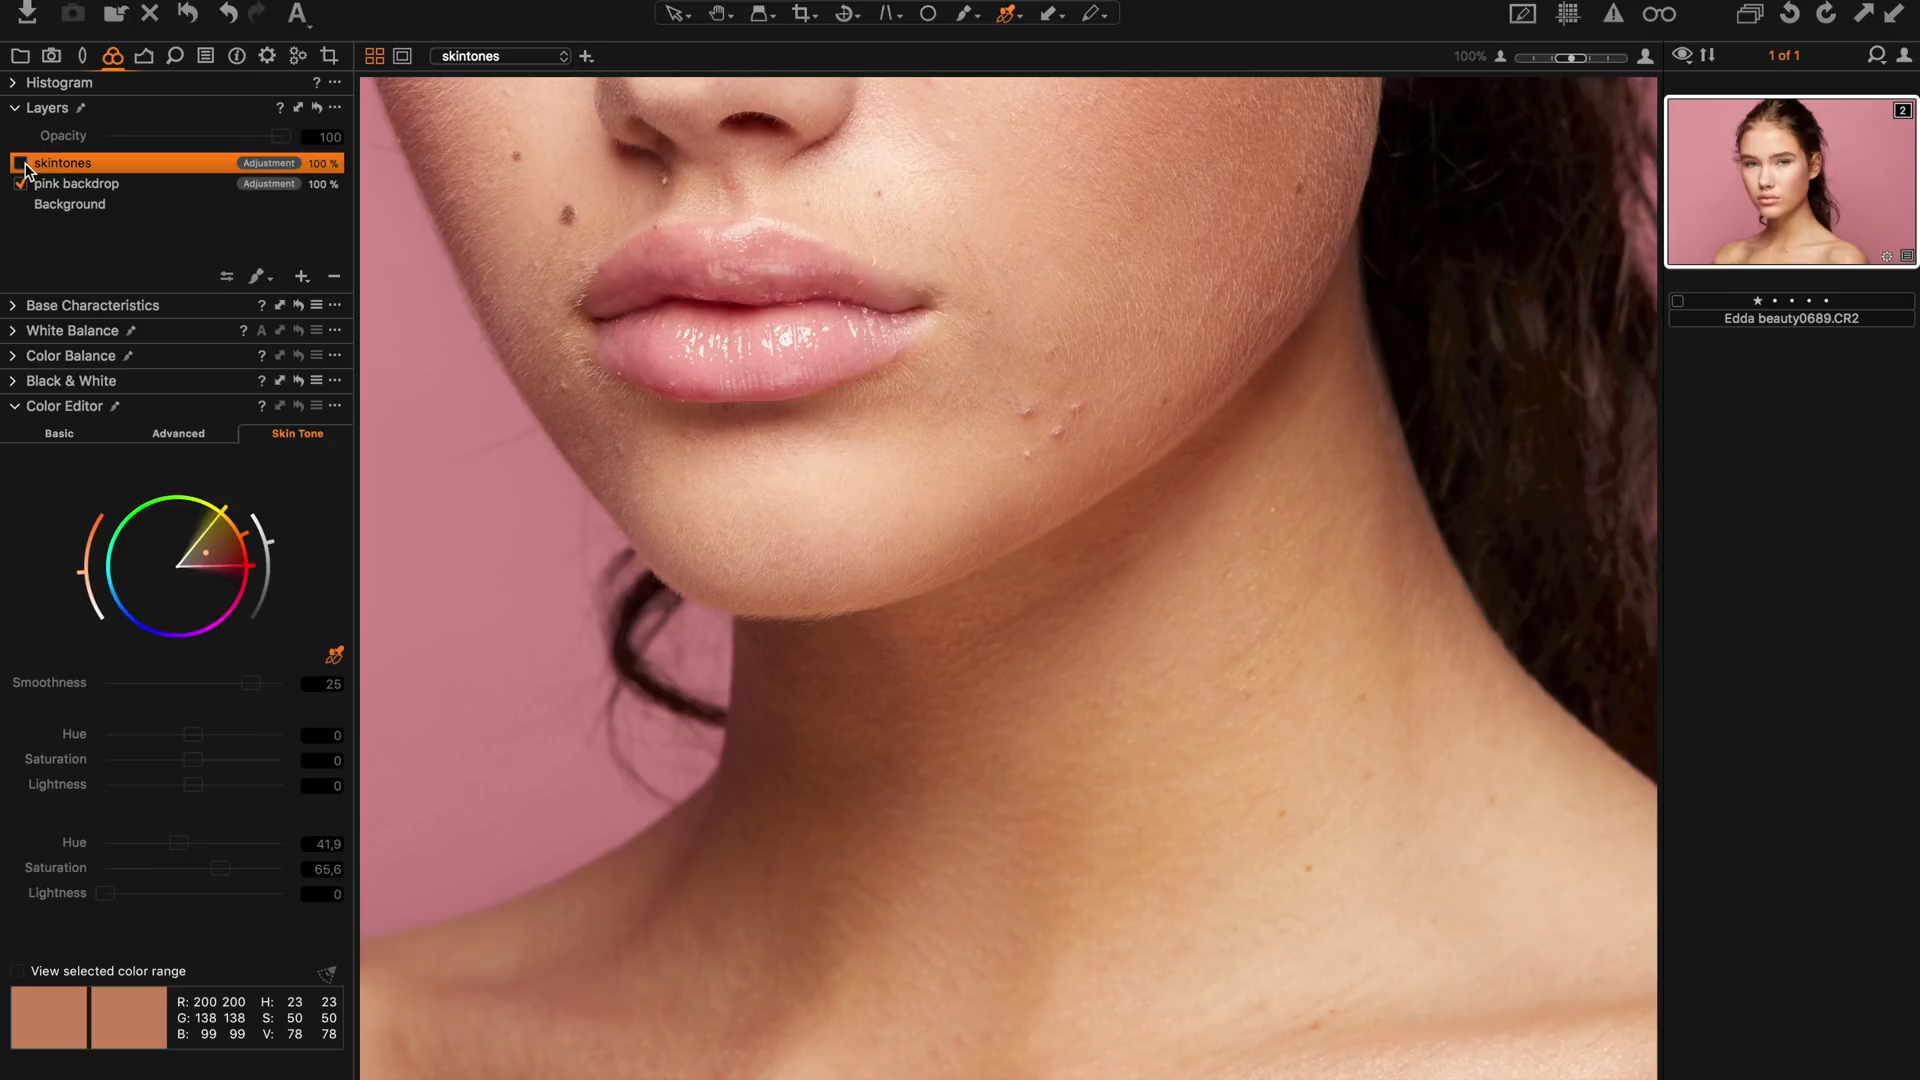 A
skintones
100%
1 of 1
Histogram ?
Layers ?
Opacity 100
skintones Adjustment 100 %
pink backdrop Adjustment 100 %
Background
Base Characteristics ?
White Balance ? A
Color Balance ?
Black & White ?
Color Editor ?
Basic Advanced Skin Tone
Smoothness 25
Hue 0
Saturation 0
Lightness 0
Hue 41,9
Saturation 65,6
Lightness 0
View selected color range
R: 200 200 H: 23 23
G: 138 138 S: 50 50
B: 99 99 V: 78 78
2
Edda beauty0689.CR2